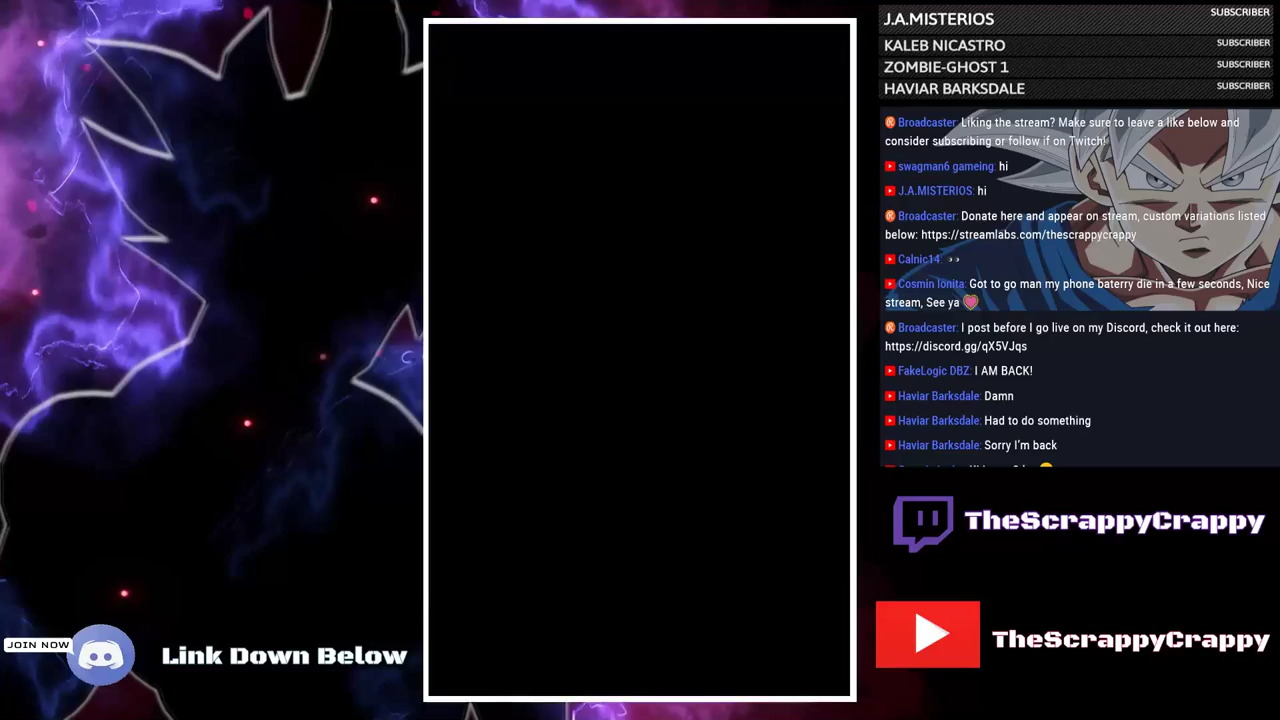 J.A.MISTERIOS SUBSCRIBER
KALEB NICASTRO SUBSCRIBER
ZOMBIE-GHOST 1 SUBSCRIBER
HAVIAR BARKSDALE SUBSCRIBER
Broadcaster: Liking the stream? Make sure to leave a like below and
consider subscribing or follow if on Twitch!
swagman6 gameing: hi
J.A.MISTERIOS: hi
Broadcaster: Donate here and appear on stream, custom variations listed
below: https://streamlabs.com/thescrappycrappy
Calnic14: 👀
Cosmin Ionita: Got to go man my phone baterry die in a few seconds, Nice
stream, See ya 💗
Broadcaster: I post before I go live on my Discord, check it out here:
https://discord.gg/qX5VJqs
FakeLogic DBZ: I AM BACK!
Haviar Barksdale: Damn
Haviar Barksdale: Had to do something
Haviar Barksdale: Sorry I'm back
TheScrappyCrappy
TheScrappyCrappy
JOIN NOW
Link Down Below